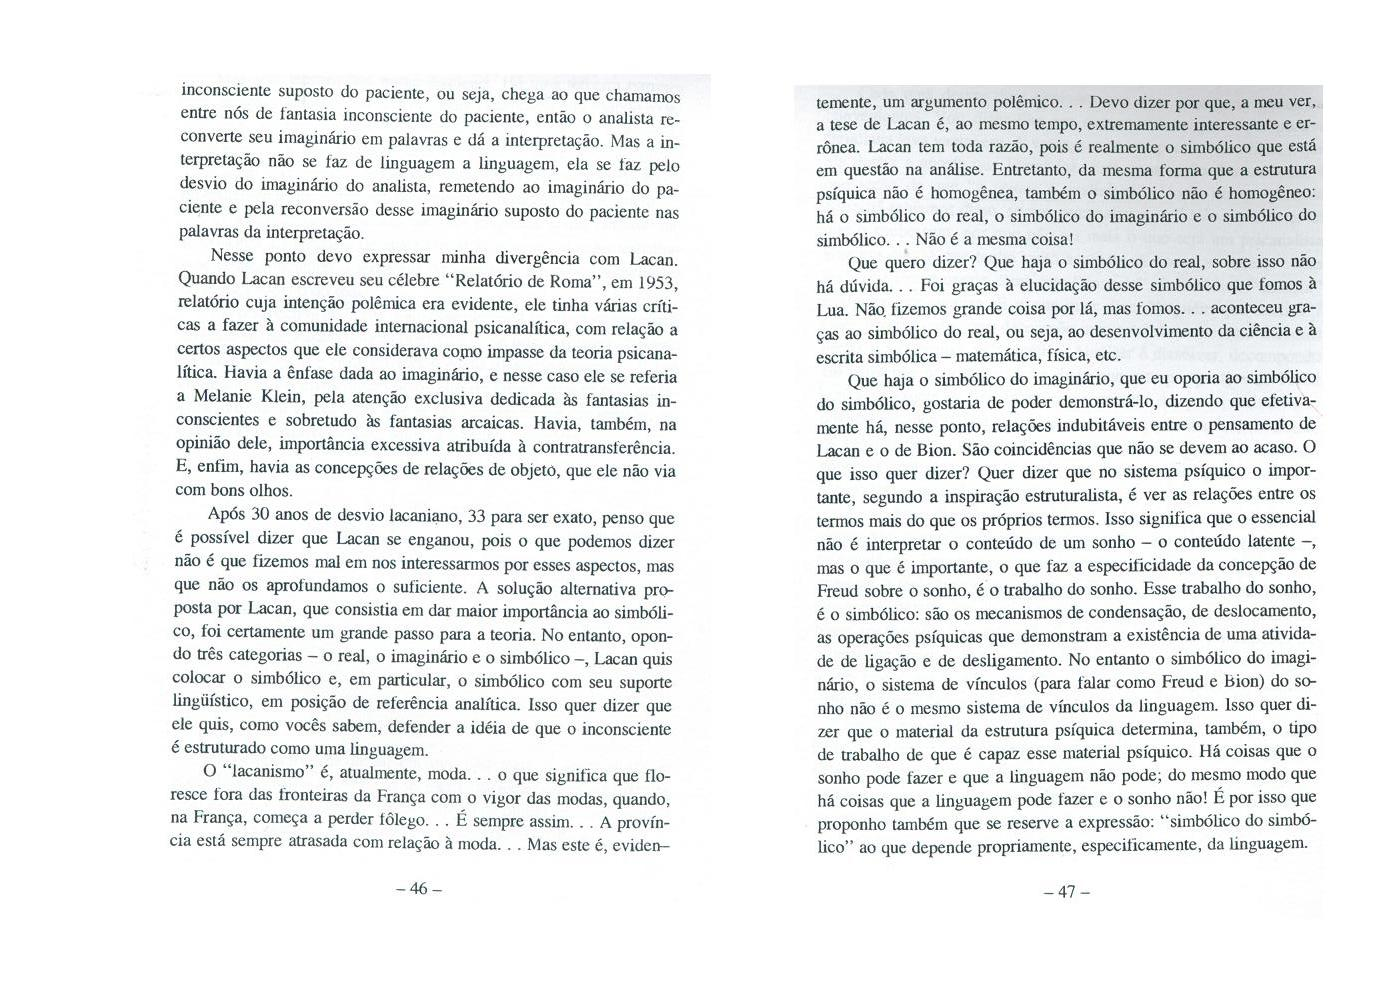 inconsciente suposto do paciente, ou seja, chega ao que chamamos
entre nós de fantasia inconsciente do paciente, então o analista re-
converte seu imaginário em palavras e dá a interpretação. Mas a in-
terpretação não se faz de linguagem a linguagem, ela se faz pelo
desvio do imaginário do analista, remetendo ao imaginário do pa-
ciente e pela reconversão desse imaginário suposto do paciente nas
palavras da interpretação.
Nesse ponto devo expressar minha divergência com Lacan.
Quando Lacan escreveu seu célebre “Relatório de Roma”, em 1953,
relatório cuja intenção polêmica era evidente, ele tinha várias críti-
cas a fazer à comunidade internacional psicanalítica, com relação a
certos aspectos que ele considerava como impasse da teoria psicana-
lítica. Havia a ênfase dada ao imaginário, e nesse caso ele se referia
a Melanie Klein, pela atenção exclusiva dedicada às fantasias in-
conscientes e sobretudo às fantasias arcaicas. Havia, também, na
opinião dele, importância excessiva atribuída à contratransferência.
E, enfim, havia as concepções de relações de objeto, que ele não via
com bons olhos.
Após 30 anos de desvio lacaniano, 33 para ser exato, penso que
é possível dizer que Lacan se enganou, pois o que podemos dizer
não é que fizemos mal em nos interessarmos por esses aspectos, mas
que não os aprofundamos o suficiente. A solução alternativa pro-
posta por Lacan, que consistia em dar maior importância ao simbóli-
co, foi certamente um grande passo para a teoria. No entanto, opon-
do três categorias – o real, o imaginário e o simbólico –, Lacan quis
colocar o simbólico e, em particular, o simbólico com seu suporte
lingüístico, em posição de referência analítica. Isso quer dizer que
ele quis, como vocês sabem, defender a idéia de que o inconsciente
é estruturado como uma linguagem.
O “lacanismo” é, atualmente, moda. . . o que significa que flo-
resce fora das fronteiras da França com o vigor das modas, quando,
na França, começa a perder fôlego. . . É sempre assim. . . A provín-
cia está sempre atrasada com relação à moda. . . Mas este é, eviden–
– 46 –
temente, um argumento polêmico. . . Devo dizer por que, a meu ver,
a tese de Lacan é, ao mesmo tempo, extremamente interessante e er-
rônea. Lacan tem toda razão, pois é realmente o simbólico que está
em questão na análise. Entretanto, da mesma forma que a estrutura
psíquica não é homogênea, também o simbólico não é homogêneo:
há o simbólico do real, o simbólico do imaginário e o simbólico do
simbólico. . . Não é a mesma coisa!
Que quero dizer? Que haja o simbólico do real, sobre isso não
há dúvida. . . Foi graças à elucidação desse simbólico que fomos à
Lua. Não fizemos grande coisa por lá, mas fomos. . . aconteceu gra-
ças ao simbólico do real, ou seja, ao desenvolvimento da ciência e à
escrita simbólica – matemática, física, etc.
Que haja o simbólico do imaginário, que eu oporia ao simbólico
do simbólico, gostaria de poder demonstrá-lo, dizendo que efetiva-
mente há, nesse ponto, relações indubitáveis entre o pensamento de
Lacan e o de Bion. São coincidências que não se devem ao acaso. O
que isso quer dizer? Quer dizer que no sistema psíquico o impor-
tante, segundo a inspiração estruturalista, é ver as relações entre os
termos mais do que os próprios termos. Isso significa que o essencial
não é interpretar o conteúdo de um sonho – o conteúdo latente –,
mas o que é importante, o que faz a especificidade da concepção de
Freud sobre o sonho, é o trabalho do sonho. Esse trabalho do sonho,
é o simbólico: são os mecanismos de condensação, de deslocamento,
as operações psíquicas que demonstram a existência de uma ativida-
de de ligação e de desligamento. No entanto o simbólico do imagi-
nário, o sistema de vínculos (para falar como Freud e Bion) do so-
nho não é o mesmo sistema de vínculos da linguagem. Isso quer di-
zer que o material da estrutura psíquica determina, também, o tipo
de trabalho de que é capaz esse material psíquico. Há coisas que o
sonho pode fazer e que a linguagem não pode; do mesmo modo que
há coisas que a linguagem pode fazer e o sonho não! É por isso que
proponho também que se reserve a expressão: “simbólico do simbó-
lico” ao que depende propriamente, especificamente, da linguagem.
– 47 –